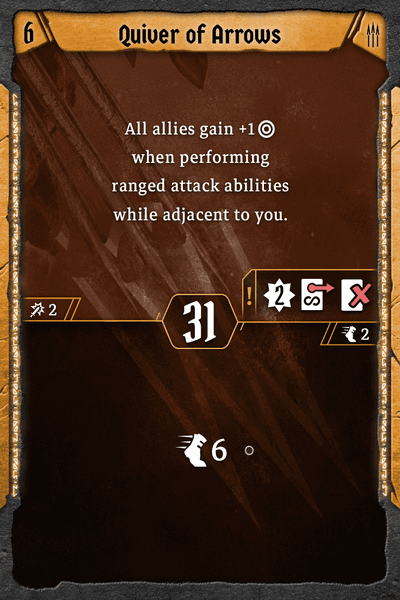 6 Quiver of Arrows
All allies gain +1
when performing
ranged attack abilities
while adjacent to you.
2
2
31
2
6